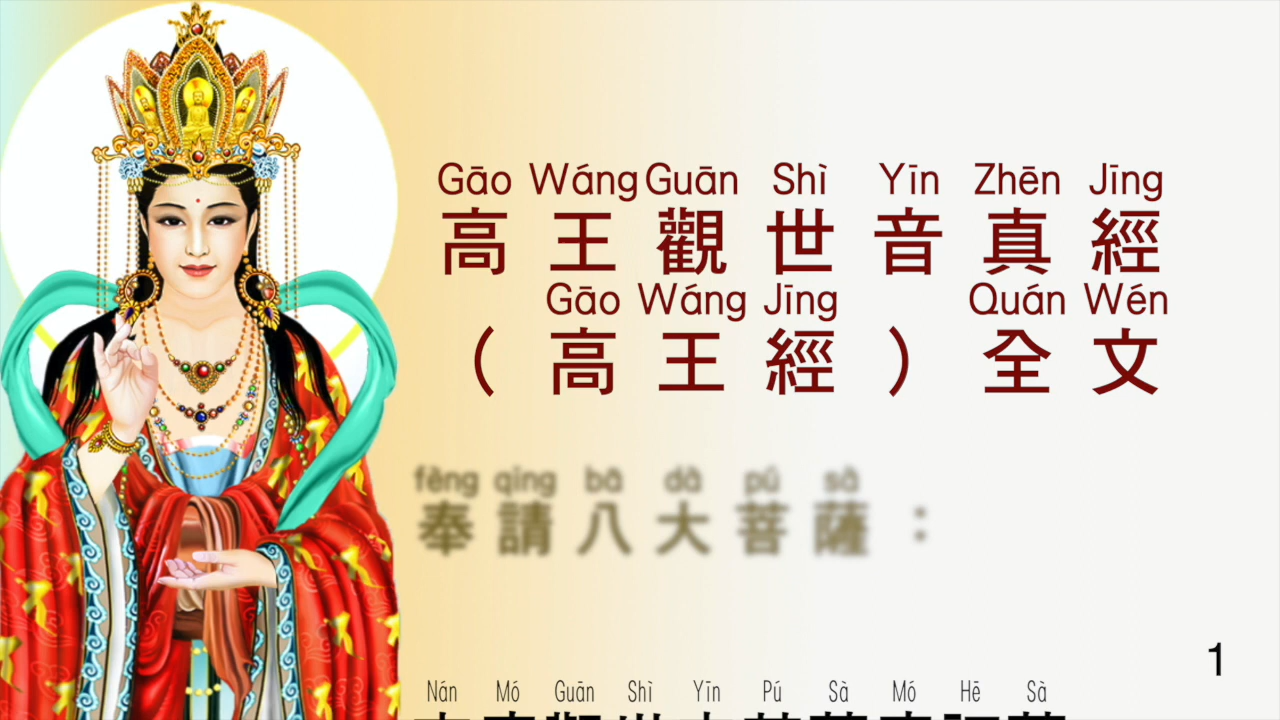 Gāo Wáng Guān Shì Yīn Zhēn Jīng
高王觀世音真經
Gāo Wáng Jīng Quán Wén
（高王經）全文
fèng qǐng bā dà pú sà
奉請八大菩薩：
1
Nán Mó Guān Shì Yīn Pú Sà Mó Hē Sà